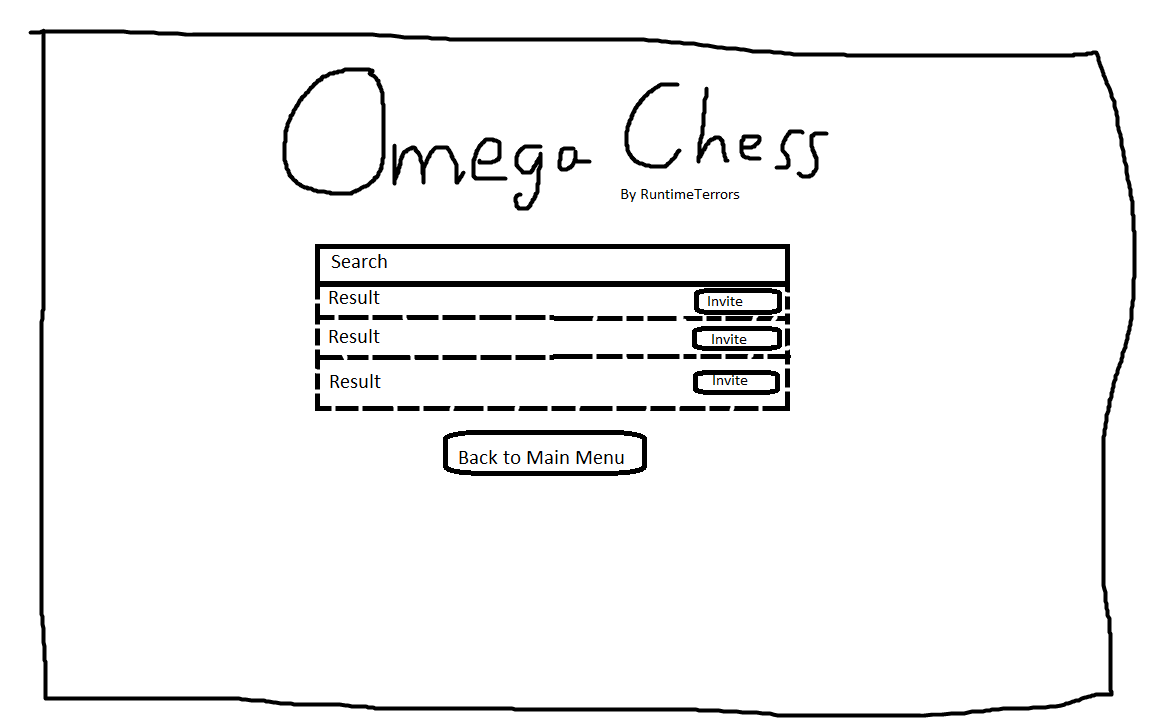 Omega Chess
By RuntimeTerrors
Search
Result Invite
Result Invite
Result Invite
Back to Main Menu